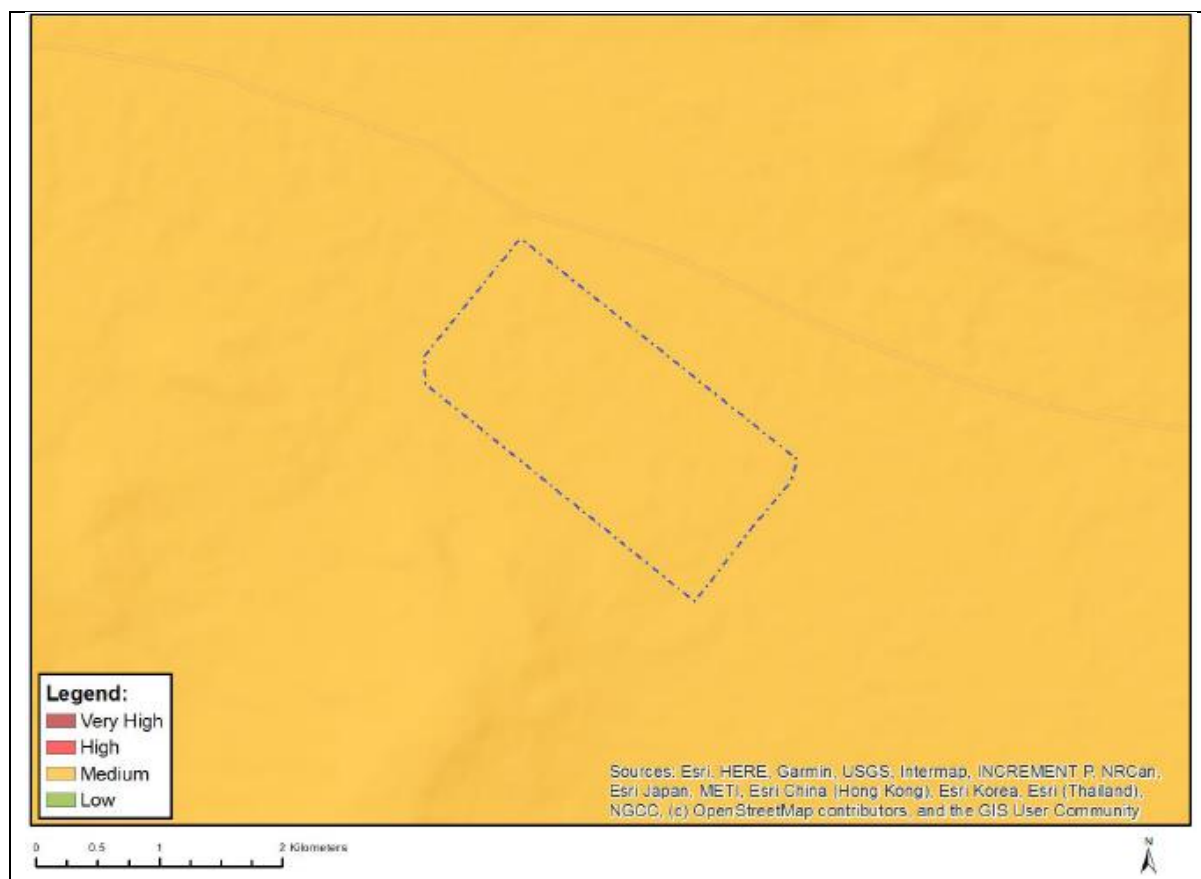 Legend:
Very High
High
Medium
Low
Sources: Esri, HERE, Garmin, USGS, Intermap, INCREMENT P, NRCan,
Esri Japan, METI, Esri China (Hong Kong), Esri Korea, Esri (Thailand),
NGCC, (c) OpenStreetMap contributors, and the GIS User Community
0 0.5 1 2 Kilometers
N